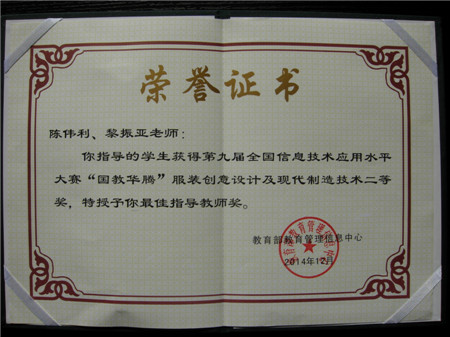 荣誉证书
陈伟利、黎振亚老师：
你指导的学生获得第九届全国信息技术应用水平
大赛“国教华腾”服装创意设计及现代制造技术二等
奖，特授予你最佳指导教师奖。
教育部教育管理信息中心
2014年12月